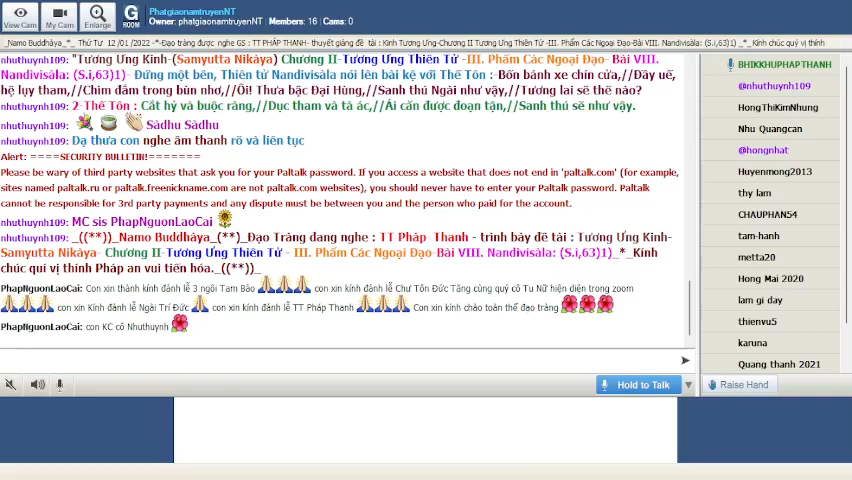 PhatgiaonamtruyenNT
Owner: phatgiaonamtruyenNT  Members: 16 | Cams: 0
View Cam
My Cam
Enlarge
G ROOM
_Namo Buddhàya_*_ Thứ Tư 12 /01 /2022 -*-Đạo tràng được nghe GS : TT PHÁP THANH- thuyết giảng đề tài : Kinh Tương Ưng-Chương II Tương Ưng Thiên Tử -III. Phẩm Các Ngoại Đạo- Bài VIII. Nandivisàla: (S.i,63)1) _*_Kính chúc quý vị thính
nhuthuynh109: "Tương Ưng Kinh-(Samyutta Nikàya) Chương II-Tương Ưng Thiên Tử -III. Phẩm Các Ngoại Đạo-Bài VIII.
Nandivisàla: (S.i,63)1)- Đứng một bên, Thiên tử Nandivisàla nói lên bài kệ với Thế Tôn :-Bốn bánh xe chín cửa,//Đầy uế,
hệ lụy tham,//Chìm đắm trong bùn nhơ,//Ôi! Thưa bậc Đại Hùng,//Sanh thú Ngài như vậy,//Tương lai sẽ thế nào?
nhuthuynh109: 2-Thế Tôn : Cắt hỷ và buộc ràng,//Dục tham và tà ác,//Ái căn được đoạn tận,//Sanh thú sẽ như vậy.
nhuthuynh109: Sàdhu Sàdhu
nhuthuynh109: Dạ thưa con nghe âm thanh rõ và liên tục
Alert: ====SECURITY BULLETIN!=======
Please be wary of third party websites that ask you for your Paltalk password. If you access a website that does not end in 'paltalk.com' (for example,
sites named paltalk.ru or paltalk.freenickname.com are not paltalk.com websites), you should never have to enter your Paltalk password. Paltalk
cannot be responsible for 3rd party payments and any dispute must be between you and the person who paid for the account.
nhuthuynh109: MC sis PhapNguonLaoCai
nhuthuynh109: _((**))_Namo Buddhàya_(**)_Đạo Tràng đang nghe : TT Pháp Thanh - trình bày đề tài : Tương Ưng Kinh-
Samyutta Nikàya- Chương II-Tương Ưng Thiên Tử - III. Phẩm Các Ngoại Đạo-Bài VIII. Nandivisàla: (S.i,63)1)_*_Kính
chúc quí vị thính Pháp an vui tiến hóa._((**))_
PhapNguonLaoCai: Con xin thành kính đảnh lễ 3 ngôi Tam Bảo con xin kính đảnh lễ Chư Tôn Đức Tăng cùng quý cô Tu Nữ hiện diện trong zoom
con xin Kính đảnh lễ Ngài Trí Đức con xin kính đảnh lễ TT Pháp Thanh Con xin kính chào toàn thể đạo tràng
PhapNguonLaoCai: con KC cô Nhuthuynh
Hold to Talk
BHIKKHUPHAPTHANH
@nhuthuynh109
HongThiKimNhung
Nhu Quangcan
@hongnhat
Huyenmong2013
thy lam
CHAUPHAN54
tam-hanh
metta20
Hong Mai 2020
lam gi day
thienvu5
karuna
Quang thanh 2021
Raise Hand